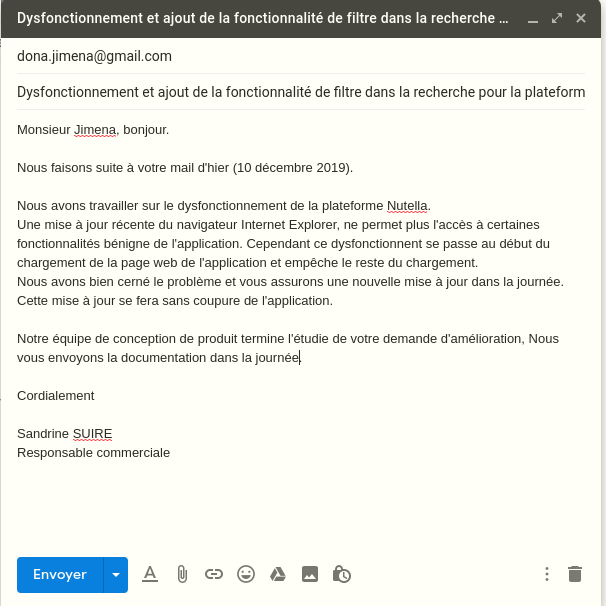 Dysfonctionnement et ajout de la fonctionnalité de filtre dans la recherche ...
dona.jimena@gmail.com
Dysfonctionnement et ajout de la fonctionnalité de filtre dans la recherche pour la plateform
Monsieur Jimena, bonjour.
Nous faisons suite à votre mail d'hier (10 décembre 2019).
Nous avons travailler sur le dysfonctionnement de la plateforme Nutella.
Une mise à jour récente du navigateur Internet Explorer, ne permet plus l'accès à certaines
fonctionnalités bénigne de l'application. Cependant ce dysfonctionnent se passe au début du
chargement de la page web de l'application et empêche le reste du chargement.
Nous avons bien cerné le problème et vous assurons une nouvelle mise à jour dans la journée.
Cette mise à jour se fera sans coupure de l'application.
Notre équipe de conception de produit termine l'étudie de votre demande d'amélioration, Nous
vous envoyons la documentation dans la journée.
Cordialement
Sandrine SUIRE
Responsable commerciale
Envoyer